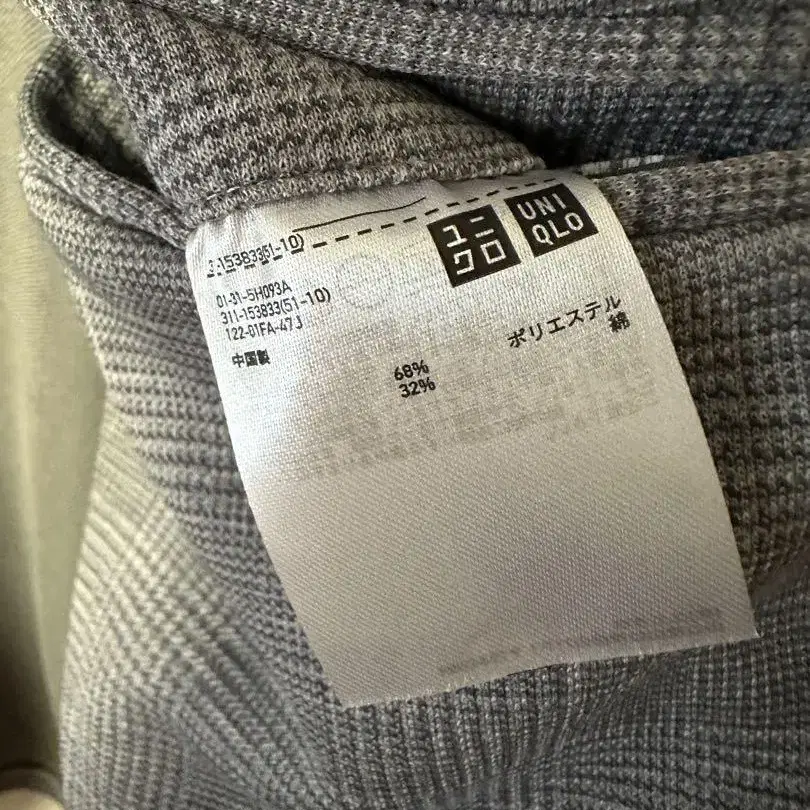 ユニ
クロ
UNI
QLO
-153833(51-10)
01-31-5H093A
311-153833(51-10)
122-01FA-47J
中国製
68% ポリエステル
32% 綿